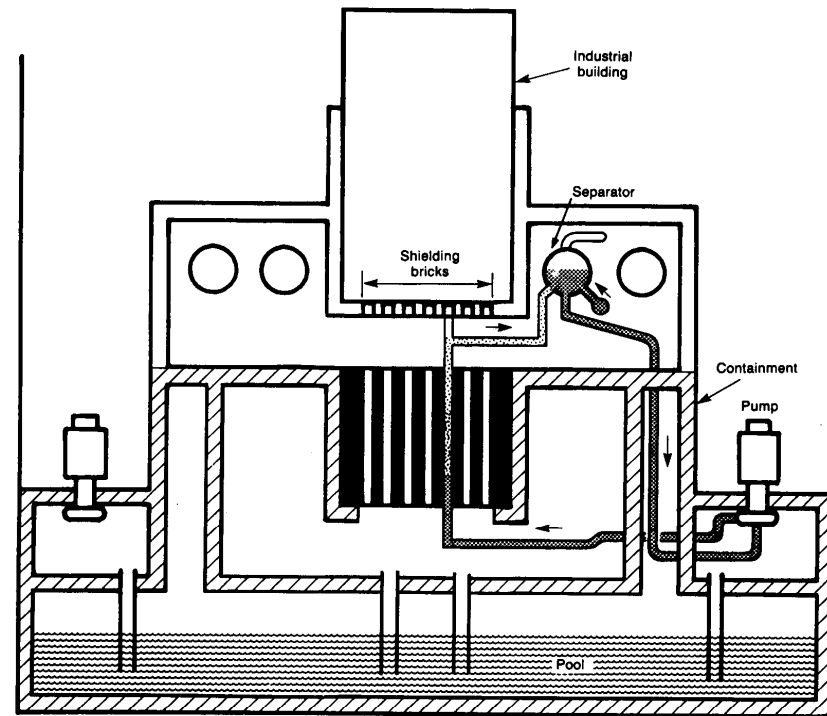 Industrial
building
Separator
Shielding
bricks
Containment
Pump
Pool